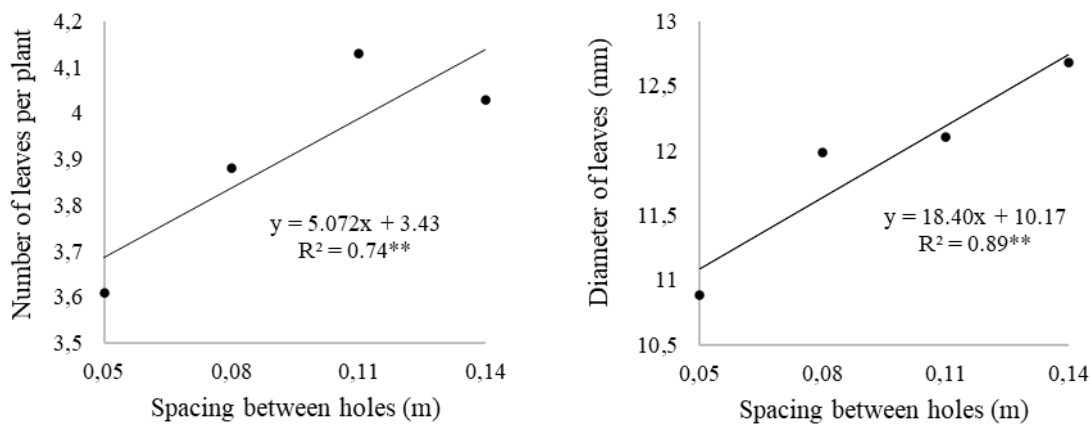 Number of leaves per plant
4,2
4,1
4
3,9
3,8
3,7
3,6
3,5
y = 5.072x + 3.43
R² = 0.74**
0,05 0,08 0,11 0,14
Spacing between holes (m)
Diameter of leaves (mm)
13
12,5
12
11,5
11
10,5
y = 18.40x + 10.17
R² = 0.89**
0,05 0,08 0,11 0,14
Spacing between holes (m)